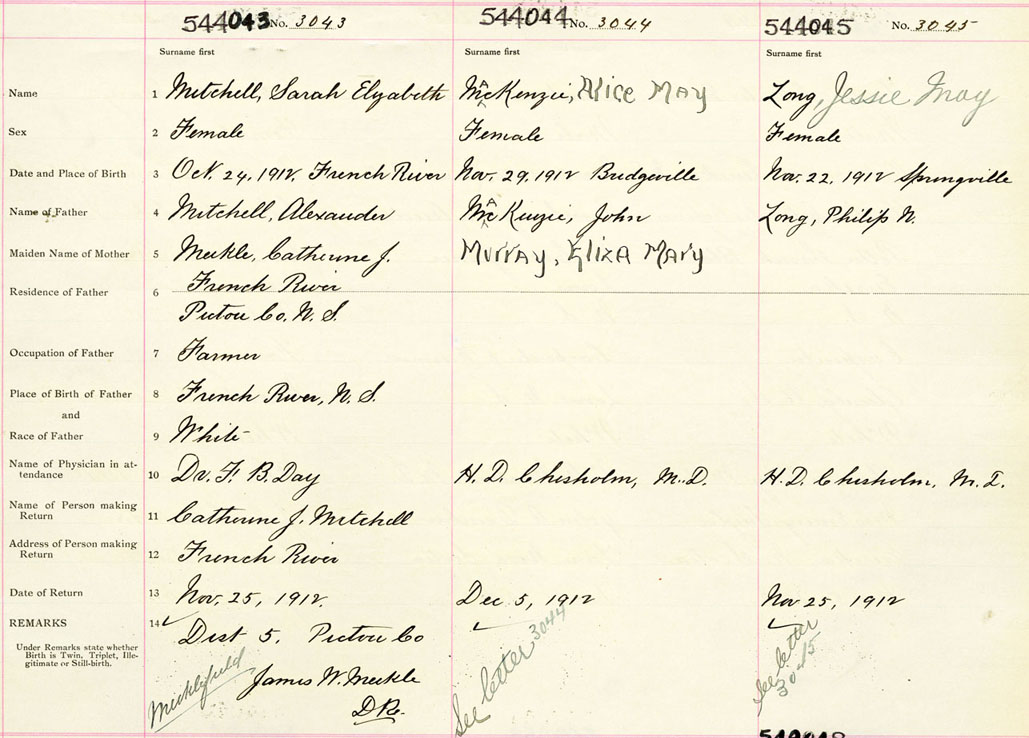 544043 No. 3043
544044 No. 3044
544045 No. 3045
Surname first
Surname first
Surname first
Name 1 Mitchell, Sarah Elizabeth
McKenzie, Alice May
Long, Jessie May
Sex 2 Female
Female
Female
Date and Place of Birth 3 Oct. 24, 1912. French River
Nov. 29, 1912 Bridgeville
Nov. 22, 1912 Springville
Name of Father 4 Mitchell, Alexander
McKenzie, John
Long, Philip N.
Maiden Name of Mother 5 Meikle, Catherine J.
Murray, Eliza Mary
Residence of Father 6 French River
Pictou Co. N. S.
Occupation of Father 7 Farmer
Place of Birth of Father 8 French River, N. S.
and
Race of Father 9 White
Name of Physician in at-
tendance 10 Dr. F. B. Day
H. D. Chisholm, M.D.
H. D. Chisholm, M.D.
Name of Person making
Return 11 Catherine J. Mitchell
Address of Person making
Return 12 French River
Date of Return 13 Nov. 25, 1912.
Dec 5, 1912
Nov 25, 1912
REMARKS 14 Dist 5. Pictou Co
Under Remarks state whether
Birth is Twin, Triplet, Ille-
gitimate or Still-birth.
Meiklefield
James W. Meikle
D.R.
See letter 3044
See letter
3045